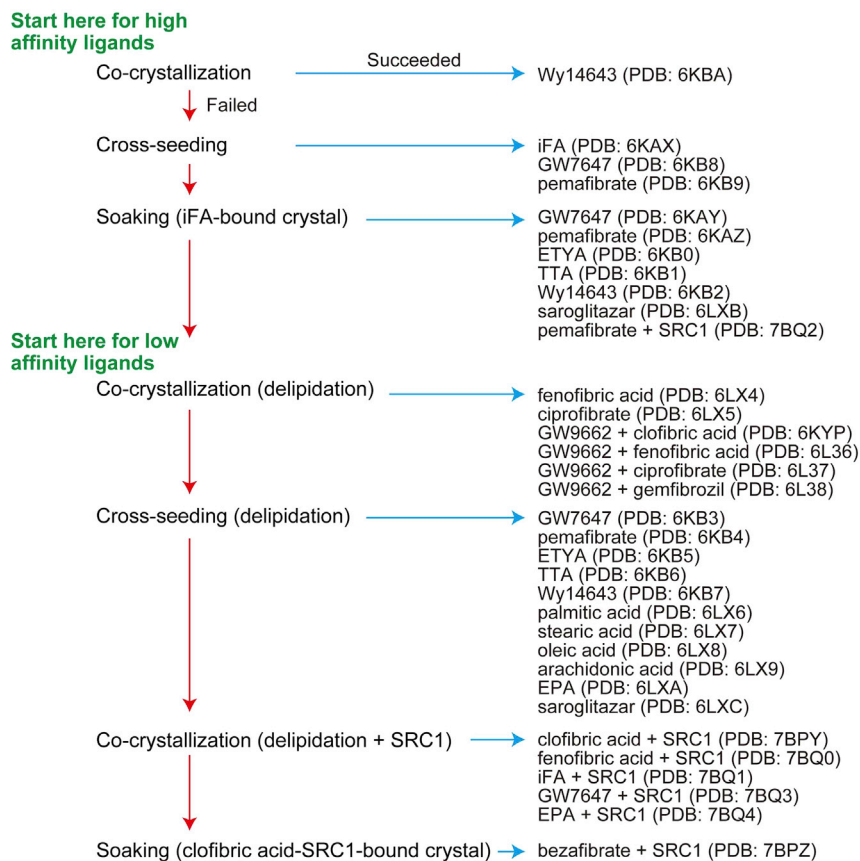 Start here for high
affinity ligands
Co-crystallization
Succeeded
Wy14643 (PDB: 6KBA)
Failed
Cross-seeding
iFA (PDB: 6KAX)
GW7647 (PDB: 6KB8)
pemafibrate (PDB: 6KB9)
Soaking (iFA-bound crystal)
GW7647 (PDB: 6KAY)
pemafibrate (PDB: 6KAZ)
ETYA (PDB: 6KB0)
TTA (PDB: 6KB1)
Wy14643 (PDB: 6KB2)
saroglitazar (PDB: 6LXB)
pemafibrate + SRC1 (PDB: 7BQ2)
Start here for low
affinity ligands
Co-crystallization (delipidation)
fenofibric acid (PDB: 6LX4)
ciprofibrate (PDB: 6LX5)
GW9662 + clofibric acid (PDB: 6KYP)
GW9662 + fenofibric acid (PDB: 6L36)
GW9662 + ciprofibrate (PDB: 6L37)
GW9662 + gemfibrozil (PDB: 6L38)
Cross-seeding (delipidation)
GW7647 (PDB: 6KB3)
pemafibrate (PDB: 6KB4)
ETYA (PDB: 6KB5)
TTA (PDB: 6KB6)
Wy14643 (PDB: 6KB7)
palmitic acid (PDB: 6LX6)
stearic acid (PDB: 6LX7)
oleic acid (PDB: 6LX8)
arachidonic acid (PDB: 6LX9)
EPA (PDB: 6LXA)
saroglitazar (PDB: 6LXC)
Co-crystallization (delipidation + SRC1)
clofibric acid + SRC1 (PDB: 7BPY)
fenofibric acid + SRC1 (PDB: 7BQ0)
iFA + SRC1 (PDB: 7BQ1)
GW7647 + SRC1 (PDB: 7BQ3)
EPA + SRC1 (PDB: 7BQ4)
Soaking (clofibric acid-SRC1-bound crystal)
bezafibrate + SRC1 (PDB: 7BPZ)